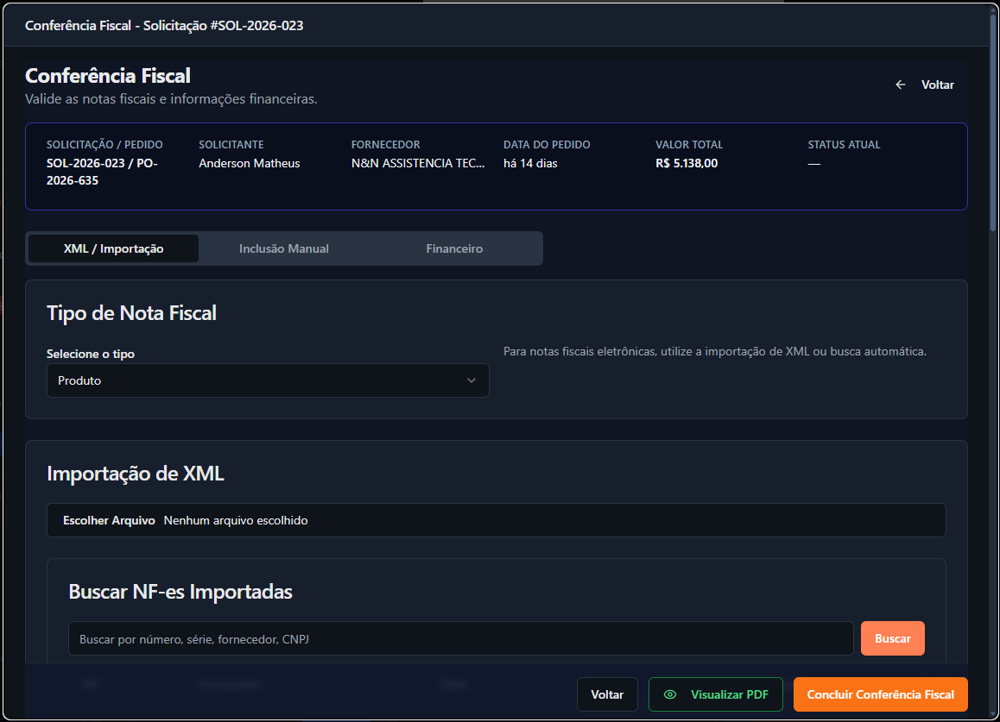 Conferência Fiscal - Solicitação #SOL-2026-023
Conferência Fiscal
Valide as notas fiscais e informações financeiras.
Voltar
SOLICITAÇÃO / PEDIDO
SOL-2026-023 / PO-
2026-635
SOLICITANTE
Anderson Matheus
FORNECEDOR
N&N ASSISTENCIA TEC...
DATA DO PEDIDO
há 14 dias
VALOR TOTAL
R$ 5.138,00
STATUS ATUAL
—
XML / Importação
Inclusão Manual
Financeiro
Tipo de Nota Fiscal
Selecione o tipo
Produto
Para notas fiscais eletrônicas, utilize a importação de XML ou busca automática.
Importação de XML
Escolher Arquivo Nenhum arquivo escolhido
Buscar NF-es Importadas
Buscar por número, série, fornecedor, CNPJ
Buscar
Voltar
Visualizar PDF
Concluir Conferência Fiscal